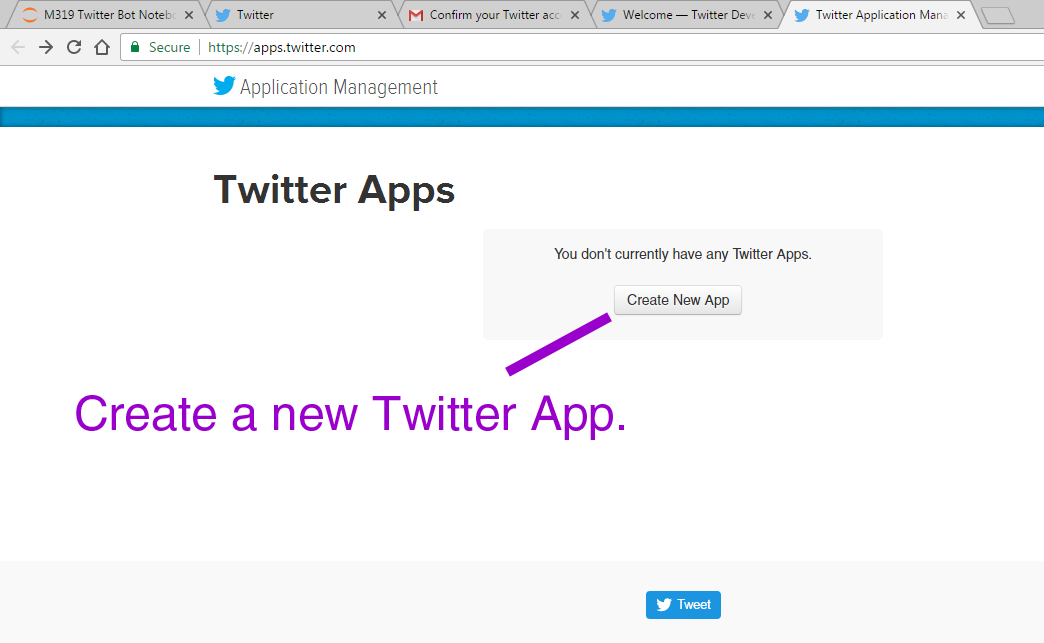 M319 Twitter Bot Noteb
Twitter
Confirm your Twitter acc
Welcome — Twitter Deve
Twitter Application Mana
Secure
https://apps.twitter.com
Application Management
Twitter Apps
You don't currently have any Twitter Apps.
Create New App
Create a new Twitter App.
Tweet